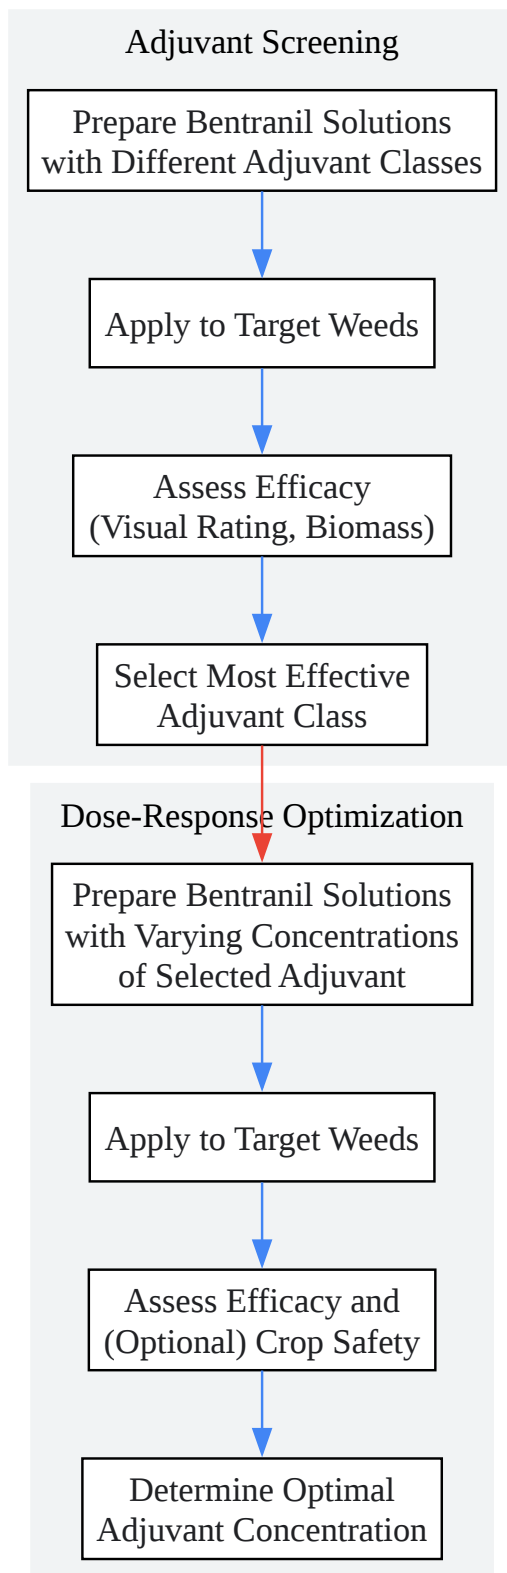 Adjuvant Screening
Prepare Bentranil Solutions
with Different Adjuvant Classes
Apply to Target Weeds
Assess Efficacy
(Visual Rating, Biomass)
Select Most Effective
Adjuvant Class
Dose-Response Optimization
Prepare Bentranil Solutions
with Varying Concentrations
of Selected Adjuvant
Apply to Target Weeds
Assess Efficacy and
(Optional) Crop Safety
Determine Optimal
Adjuvant Concentration